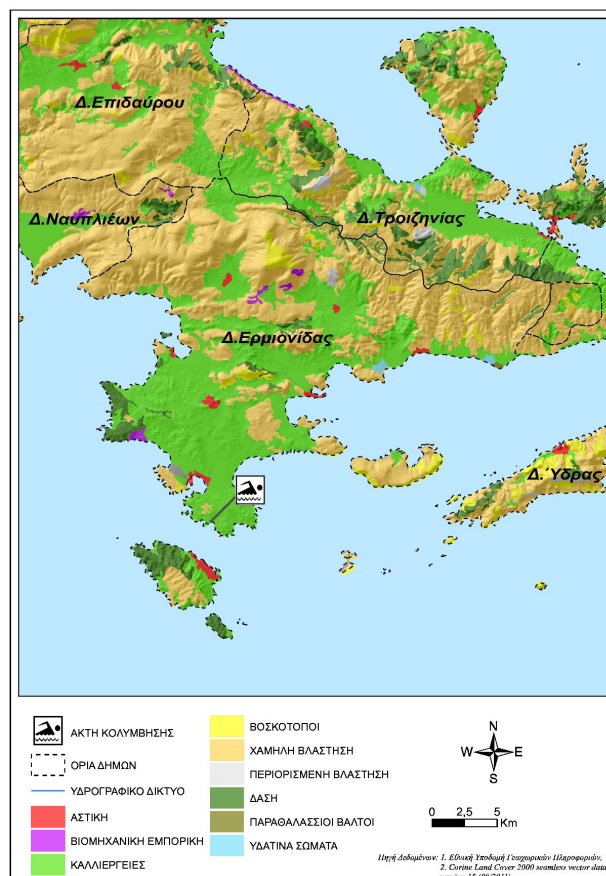 Δ.Επιδαύρου
Δ.Ναυπλιέων
Δ.Τροιζηνίας
Δ.Ερμιονίδας
Δ. Ύδρας
ΑΚΤΗ ΚΟΛΥΜΒΗΣΗΣ
ΟΡΙΑ ΔΗΜΩΝ
ΥΔΡΟΓΡΑΦΙΚΟ ΔΙΚΤΥΟ
ΑΣΤΙΚΗ
ΒΙΟΜΗΧΑΝΙΚΗ ΕΜΠΟΡΙΚΗ
ΚΑΛΛΙΕΡΓΕΙΕΣ
ΒΟΣΚΟΤΟΠΟΙ
ΧΑΜΗΛΗ ΒΛΑΣΤΗΣΗ
ΠΕΡΙΟΡΙΣΜΕΝΗ ΒΛΑΣΤΗΣΗ
ΔΑΣΗ
ΠΑΡΑΘΑΛΑΣΣΙΟΙ ΒΑΛΤΟΙ
ΥΔΑΤΙΝΑ ΣΩΜΑΤΑ
N
W E
S
0 2,5 5
Km
Πηγή Δεδομένων: 1. Εθνική Υποδομή Γεωχωρικών Πληροφοριών,
2. Corine Land Cover 2000 seamless vector data